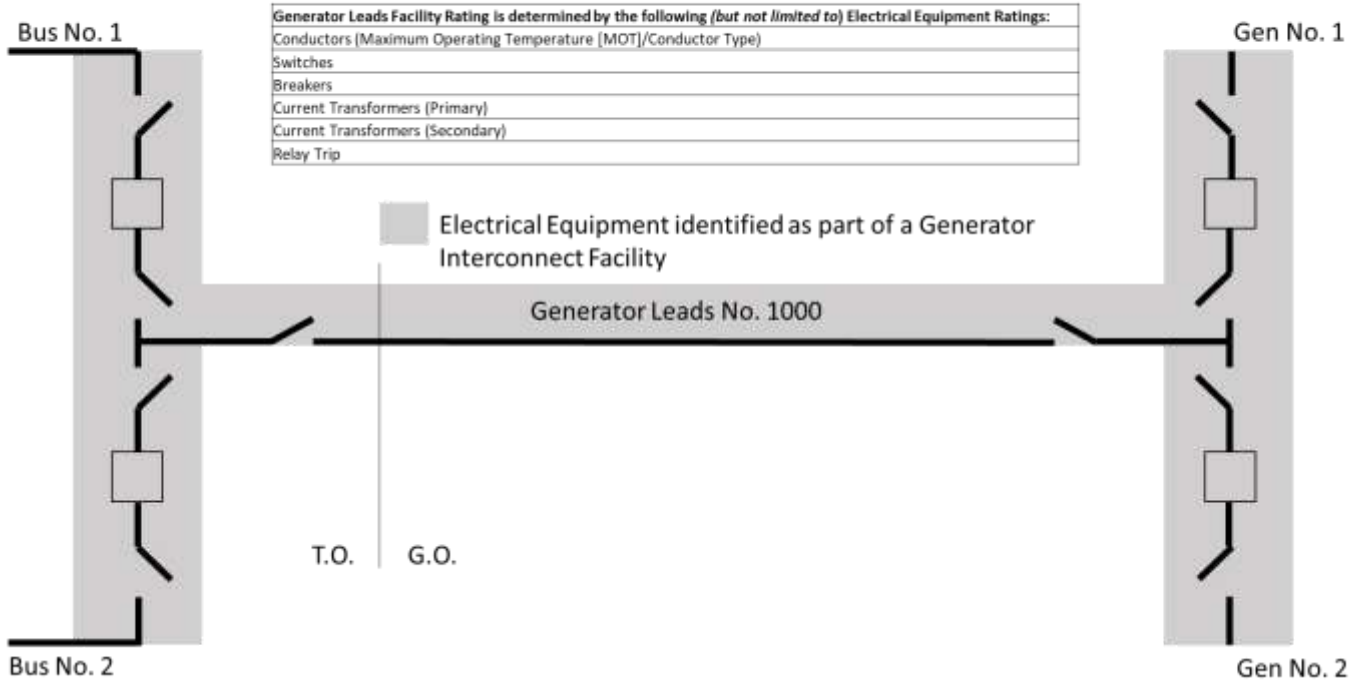 Generator Leads Facility Rating is determined by the following (but not limited to) Electrical Equipment Ratings:
Conductors (Maximum Operating Temperature [MOT]/Conductor Type)
Switches
Breakers
Current Transformers (Primary)
Current Transformers (Secondary)
Relay Trip
Bus No. 1
Gen No. 1
Electrical Equipment identified as part of a Generator
Interconnect Facility
Generator Leads No. 1000
T.O.
G.O.
Bus No. 2
Gen No. 2